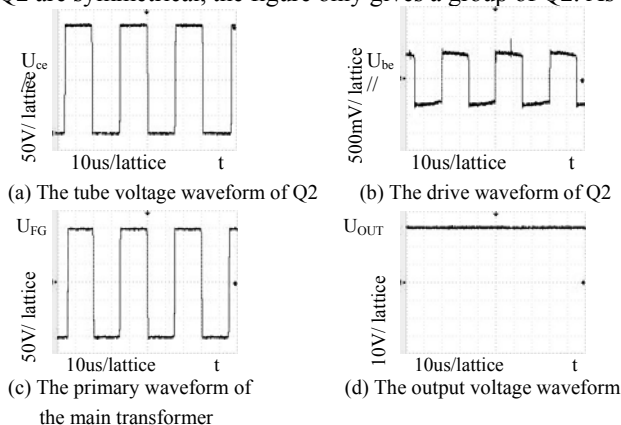 Q2 are symmetrical, the figure only gives a group of Q2. As
Uce
50V/ lattice
10us/lattice t
(a) The tube voltage waveform of Q2
Ube
//
500mV/ lattice
10us/lattice t
(b) The drive waveform of Q2
UFG
50V/ lattice
10us/lattice t
(c) The primary waveform of
the main transformer
UOUT
10V/ lattice
10us/lattice t
(d) The output voltage waveform